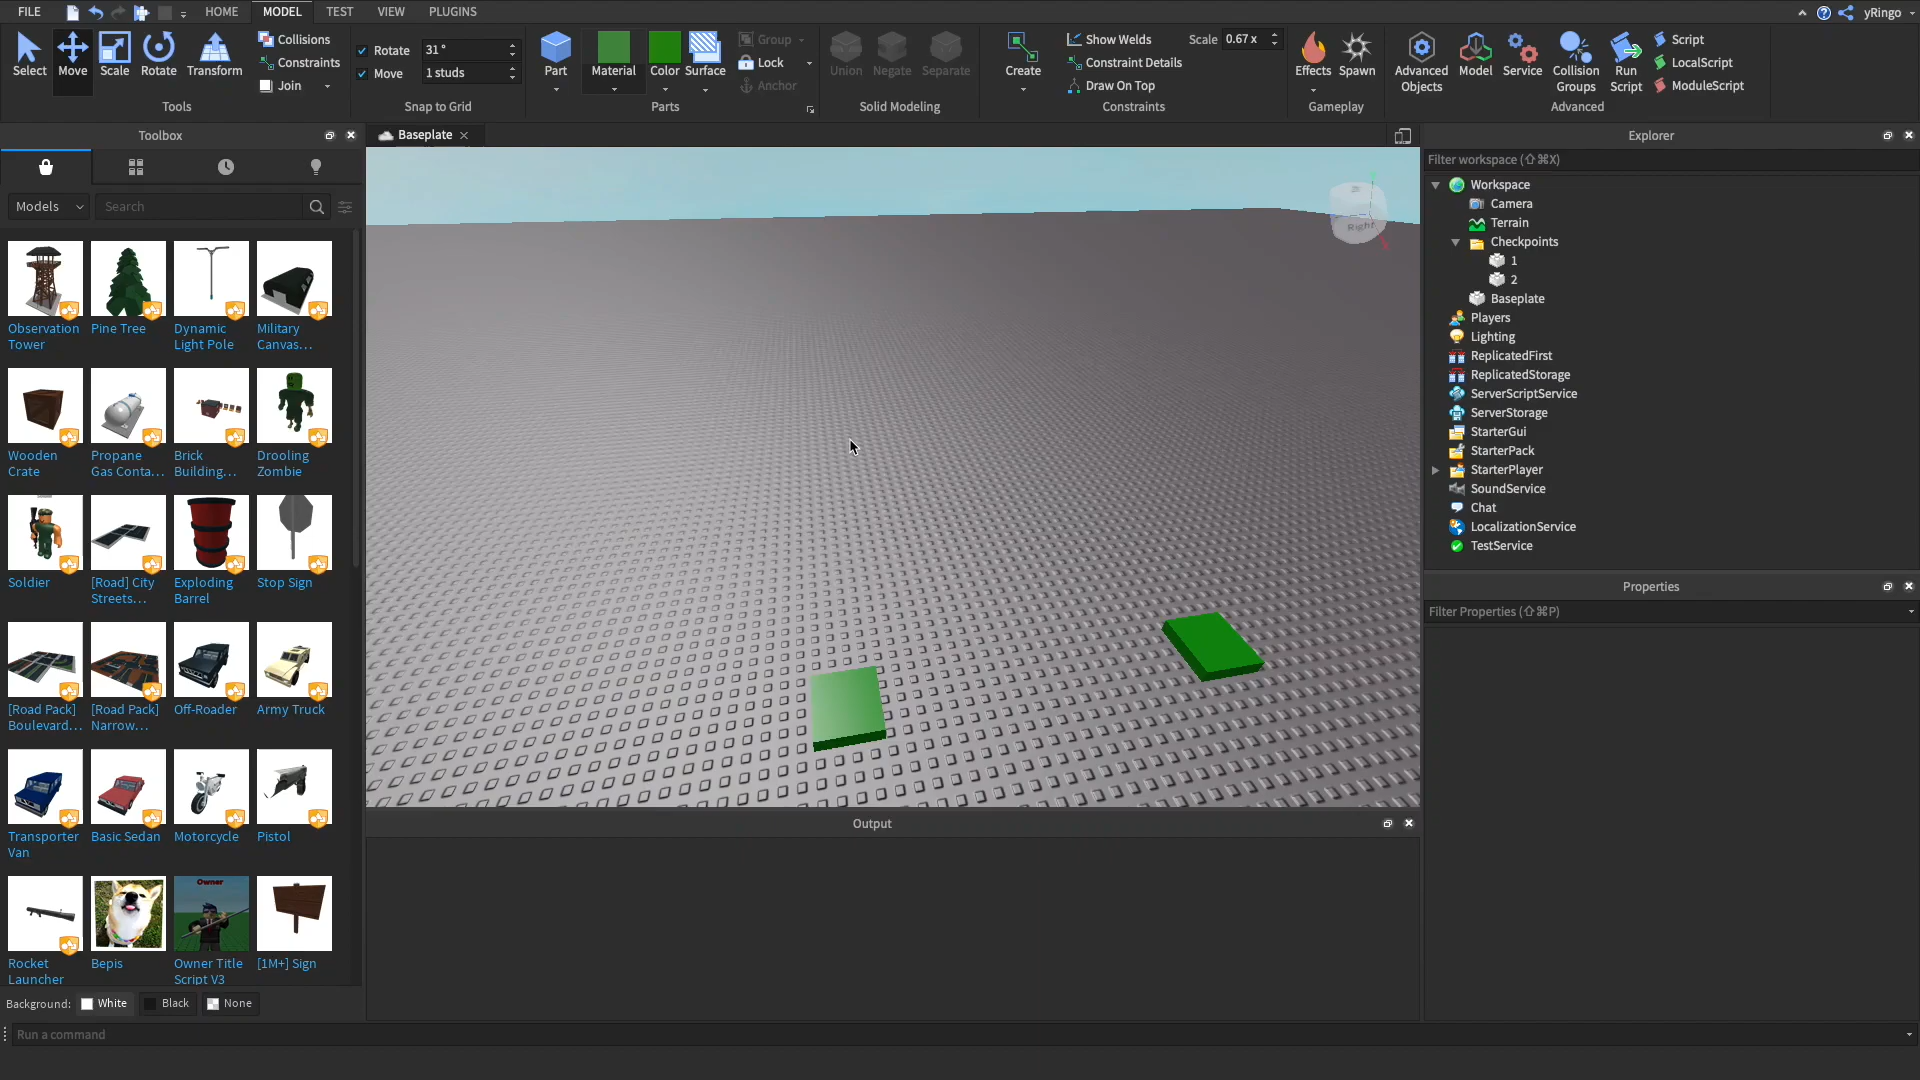 FILE HOME MODEL TEST VIEW PLUGINS yRingo
Select Move Scale Rotate Transform
Collisions
Constraints
Join
Tools
Rotate 31 °
Move 1 studs
Snap to Grid
Part Material Color Surface
Group
Lock
Anchor
Parts
Union Negate Separate
Solid Modeling
Create
Show Welds Scale 0.67 x
Constraint Details
Draw On Top
Constraints
Effects Spawn
Gameplay
Advanced Objects Model Service Collision Groups Run Script
Script
LocalScript
ModuleScript
Advanced
Toolbox
Models Search
Observation Tower
Pine Tree
Dynamic Light Pole
Military Canvas...
Wooden Crate
Propane Gas Conta...
Brick Building...
Drooling Zombie
Soldier
[Road] City Streets...
Exploding Barrel
Stop Sign
[Road Pack] Boulevard...
[Road Pack] Narrow...
Off-Roader
Army Truck
Transporter Van
Basic Sedan
Motorcycle
Pistol
Owner
Rocket Launcher
Bepis
Owner Title Script V3
[1M+] Sign
Background: White Black None
Run a command
Baseplate
Right
Output
Explorer
Filter workspace (⇧⌘X)
Workspace
Camera
Terrain
Checkpoints
1
2
Baseplate
Players
Lighting
ReplicatedFirst
ReplicatedStorage
ServerScriptService
ServerStorage
StarterGui
StarterPack
StarterPlayer
SoundService
Chat
LocalizationService
TestService
Properties
Filter Properties (⇧⌘P)